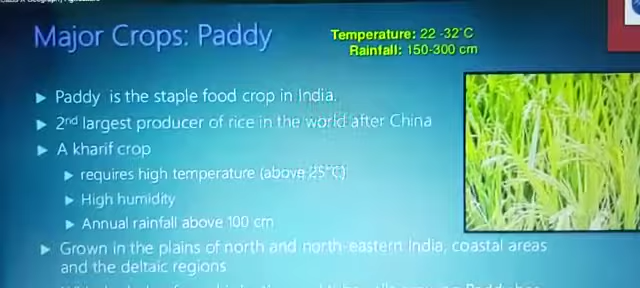 Major Crops: Paddy
Temperature: 22 -32°C
Rainfall: 150-300 cm
► Paddy is the staple food crop in India.
► 2nd largest producer of rice in the world after China
► A kharif crop
► requires high temperature (above 25°C)
► High humidity
► Annual rainfall above 100 cm
► Grown in the plains of north and north-eastern India, coastal areas
and the deltaic regions